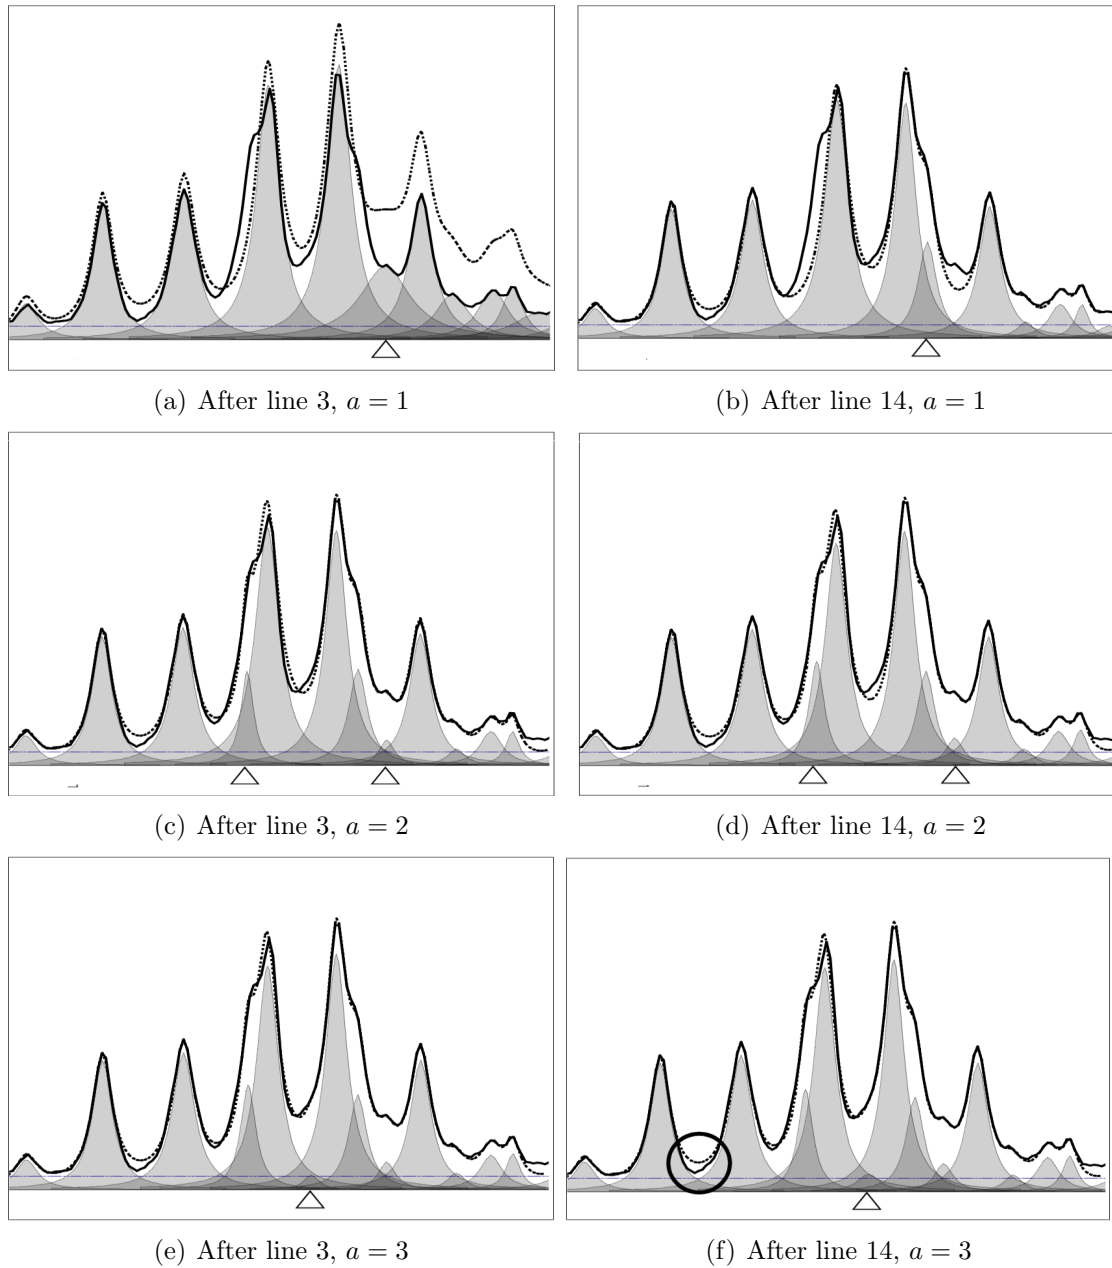 (a) After line 3, a = 1
(b) After line 14, a = 1
(c) After line 3, a = 2
(d) After line 14, a = 2
(e) After line 3, a = 3
(f) After line 14, a = 3